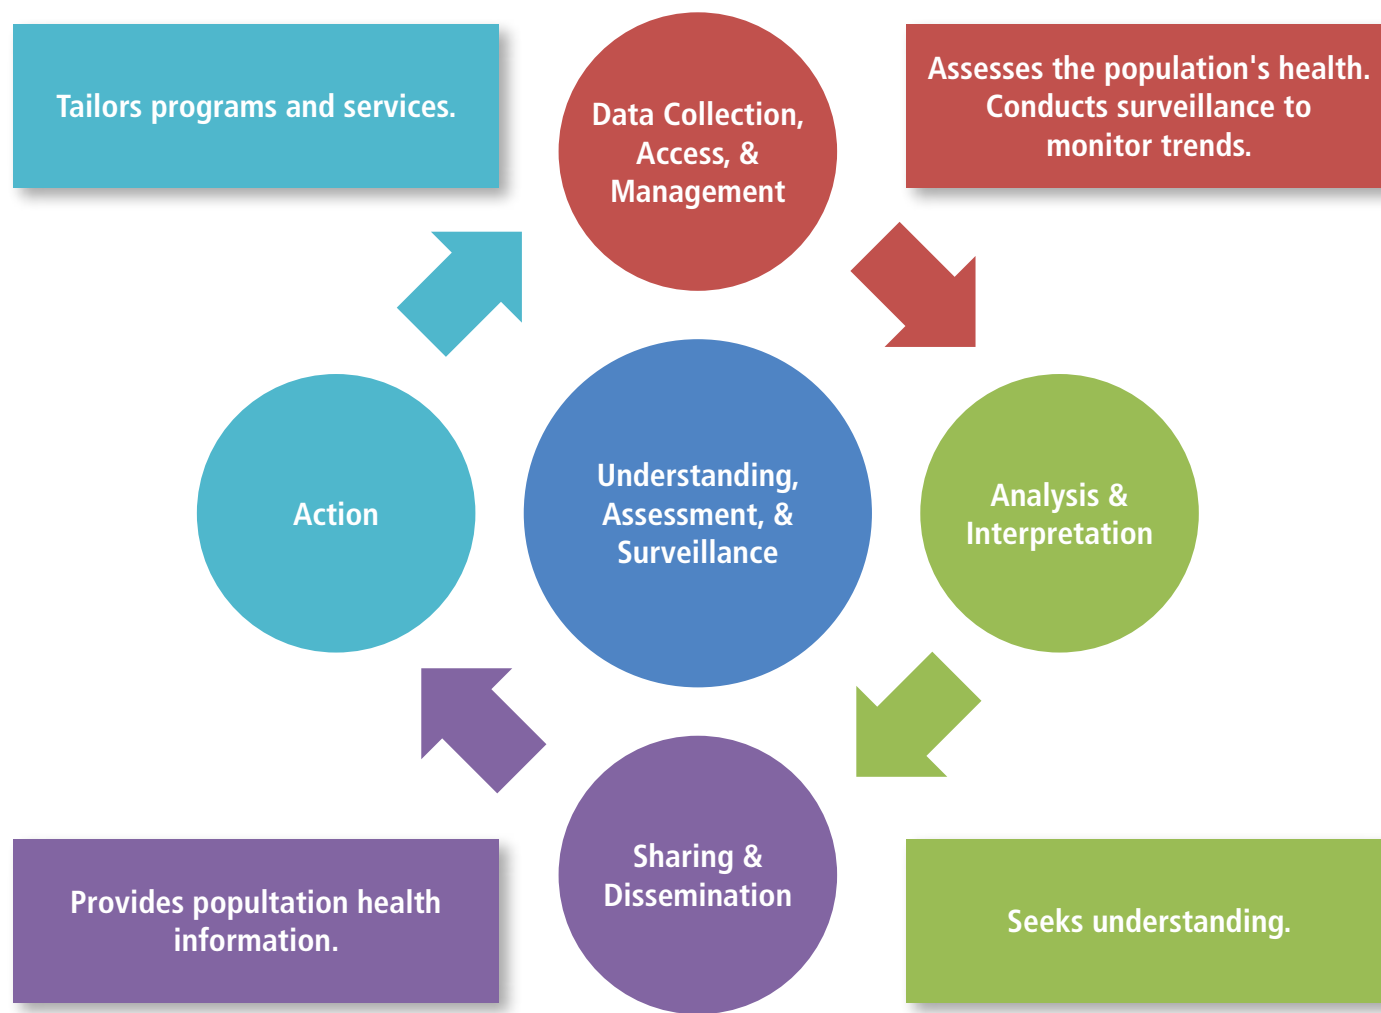 Tailors programs and services.
Data Collection,
Access, &
Management
Assesses the population's health.
Conducts surveillance to
monitor trends.
Action
Understanding,
Assessment, &
Surveillance
Analysis &
Interpretation
Provides popultation health
information.
Sharing &
Dissemination
Seeks understanding.